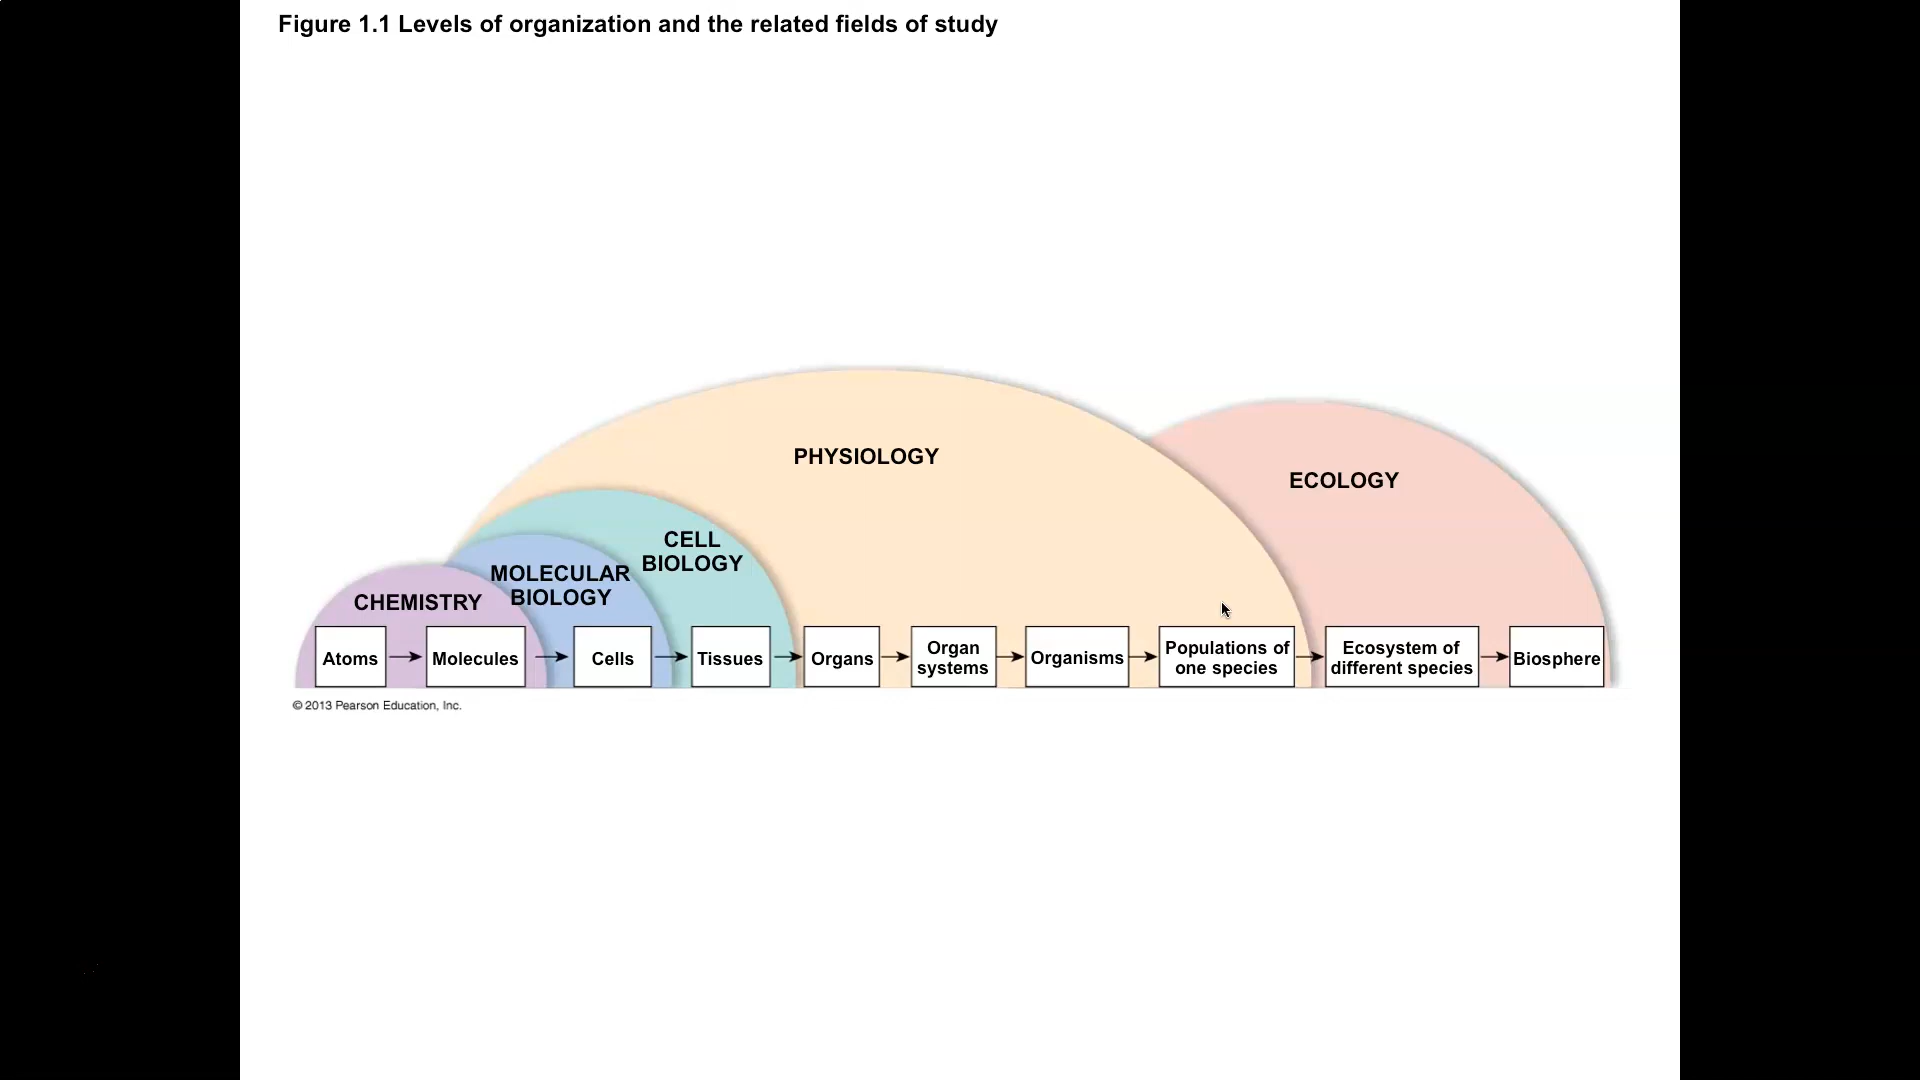 Figure 1.1 Levels of organization and the related fields of study
PHYSIOLOGY
ECOLOGY
CELL
BIOLOGY
MOLECULAR
BIOLOGY
CHEMISTRY
Atoms
Molecules
Cells
Tissues
Organs
Organ
systems
Organisms
Populations of
one species
Ecosystem of
different species
Biosphere
© 2013 Pearson Education, Inc.